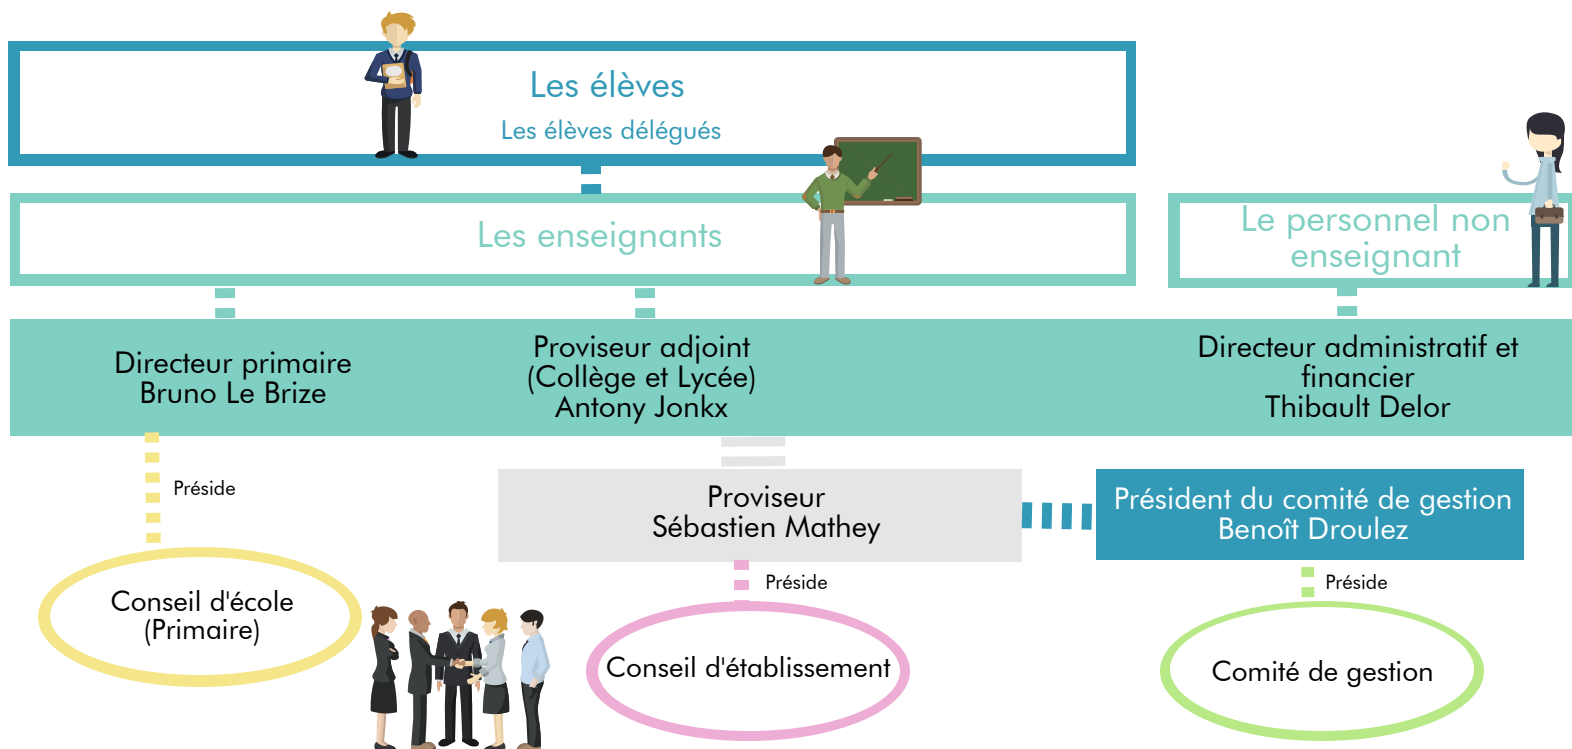 Les élèves
Les élèves délégués
Les enseignants
Le personnel non
enseignant
Directeur primaire
Bruno Le Brize
Proviseur adjoint
(Collège et Lycée)
Antony Jonkx
Directeur administratif et
financier
Thibault Delor
Préside
Proviseur
Sébastien Mathey
Président du comité de gestion
Benoît Droulez
Préside
Préside
Conseil d'école
(Primaire)
Conseil d'établissement
Comité de gestion